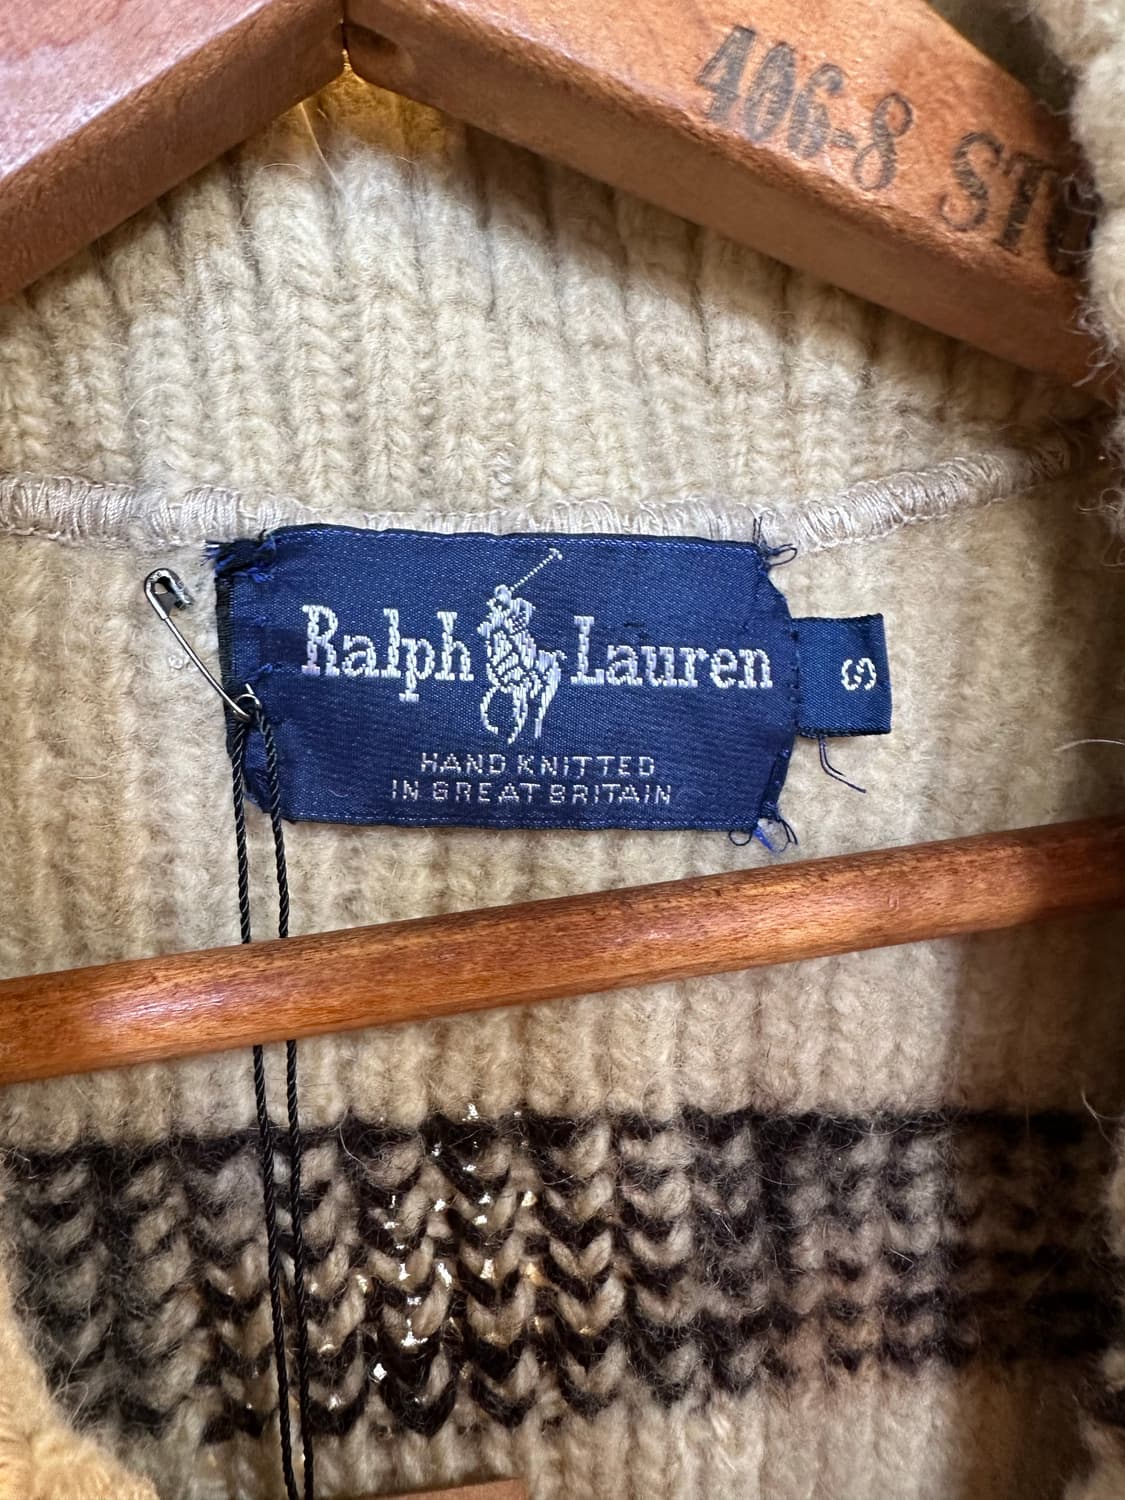 406-8 ST
Ralph Lauren
S
HAND KNITTED
IN GREAT BRITAIN